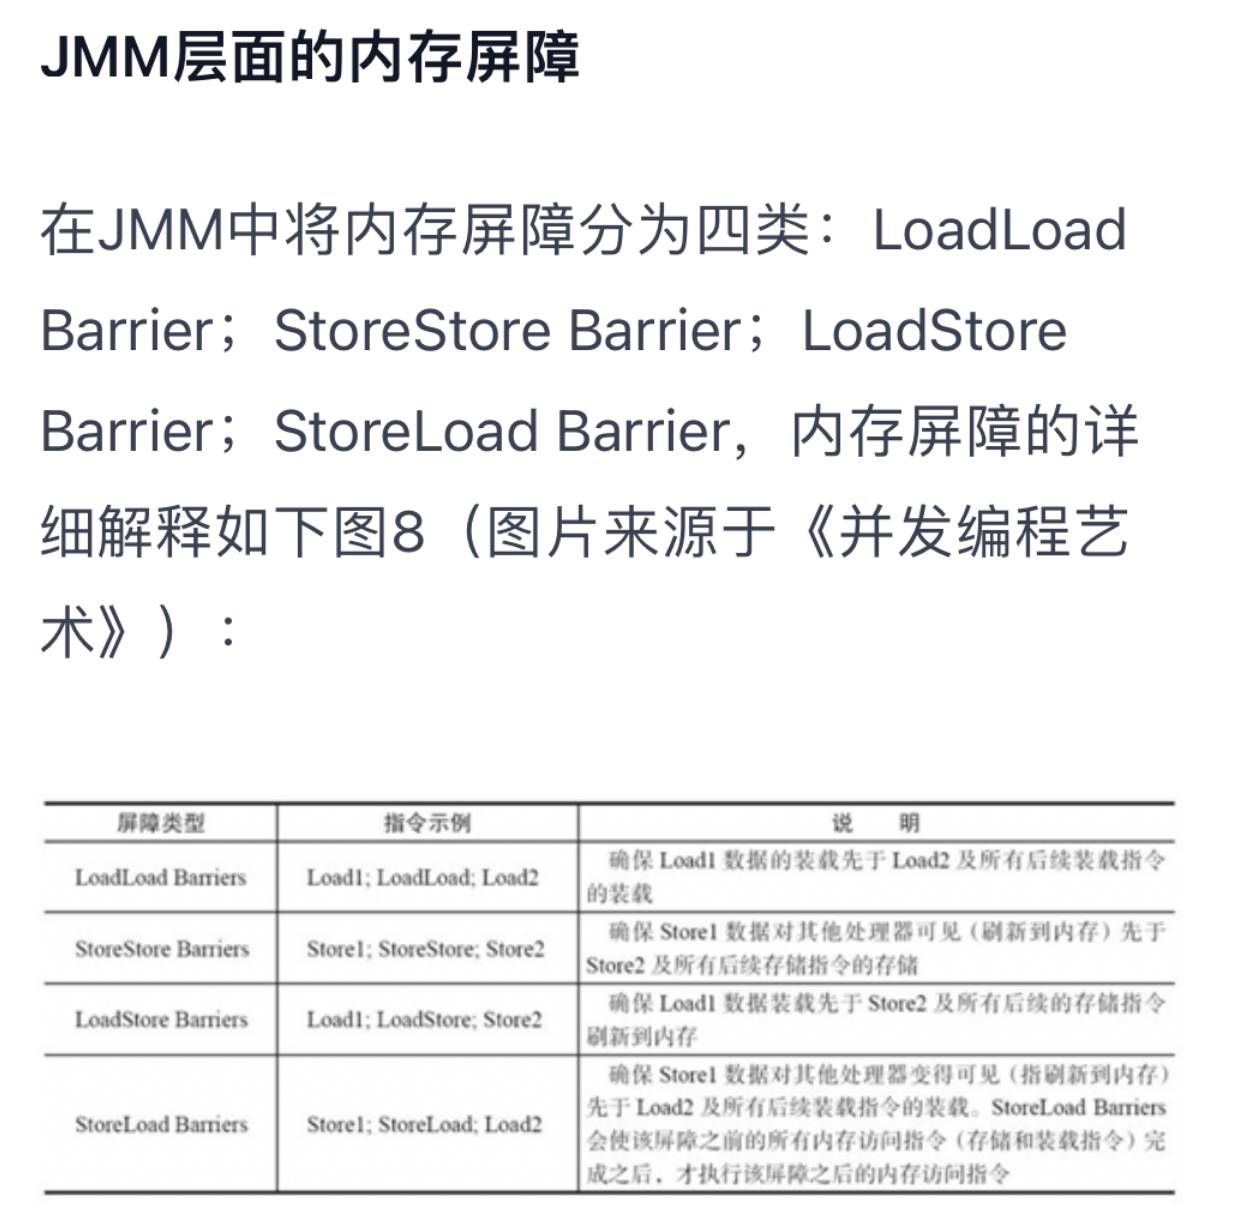 JMM层面的内存屏障
在JMM中将内存屏障分为四类：LoadLoad
Barrier；StoreStore Barrier；LoadStore
Barrier；StoreLoad Barrier，内存屏障的详
细解释如下图8（图片来源于《并发编程艺
术》）：
屏障类型 指令示例 说 明
LoadLoad Barriers Load1; LoadLoad; Load2 确保 Load1 数据的装载先于 Load2 及所有后续装载指令
的装载
StoreStore Barriers Store1; StoreStore; Store2 确保 Store1 数据对其他处理器可见（刷新到内存）先于
Store2 及所有后续存储指令的存储
LoadStore Barriers Load1; LoadStore; Store2 确保 Load1 数据装载先于 Store2 及所有后续的存储指令
刷新到内存
StoreLoad Barriers Store1; StoreLoad; Load2 确保 Store1 数据对其他处理器变得可见（指刷新到内存）
先于 Load2 及所有后续装载指令的装载。StoreLoad Barriers
会使该屏障之前的所有内存访问指令（存储和装载指令）完
成之后，才执行该屏障之后的内存访问指令